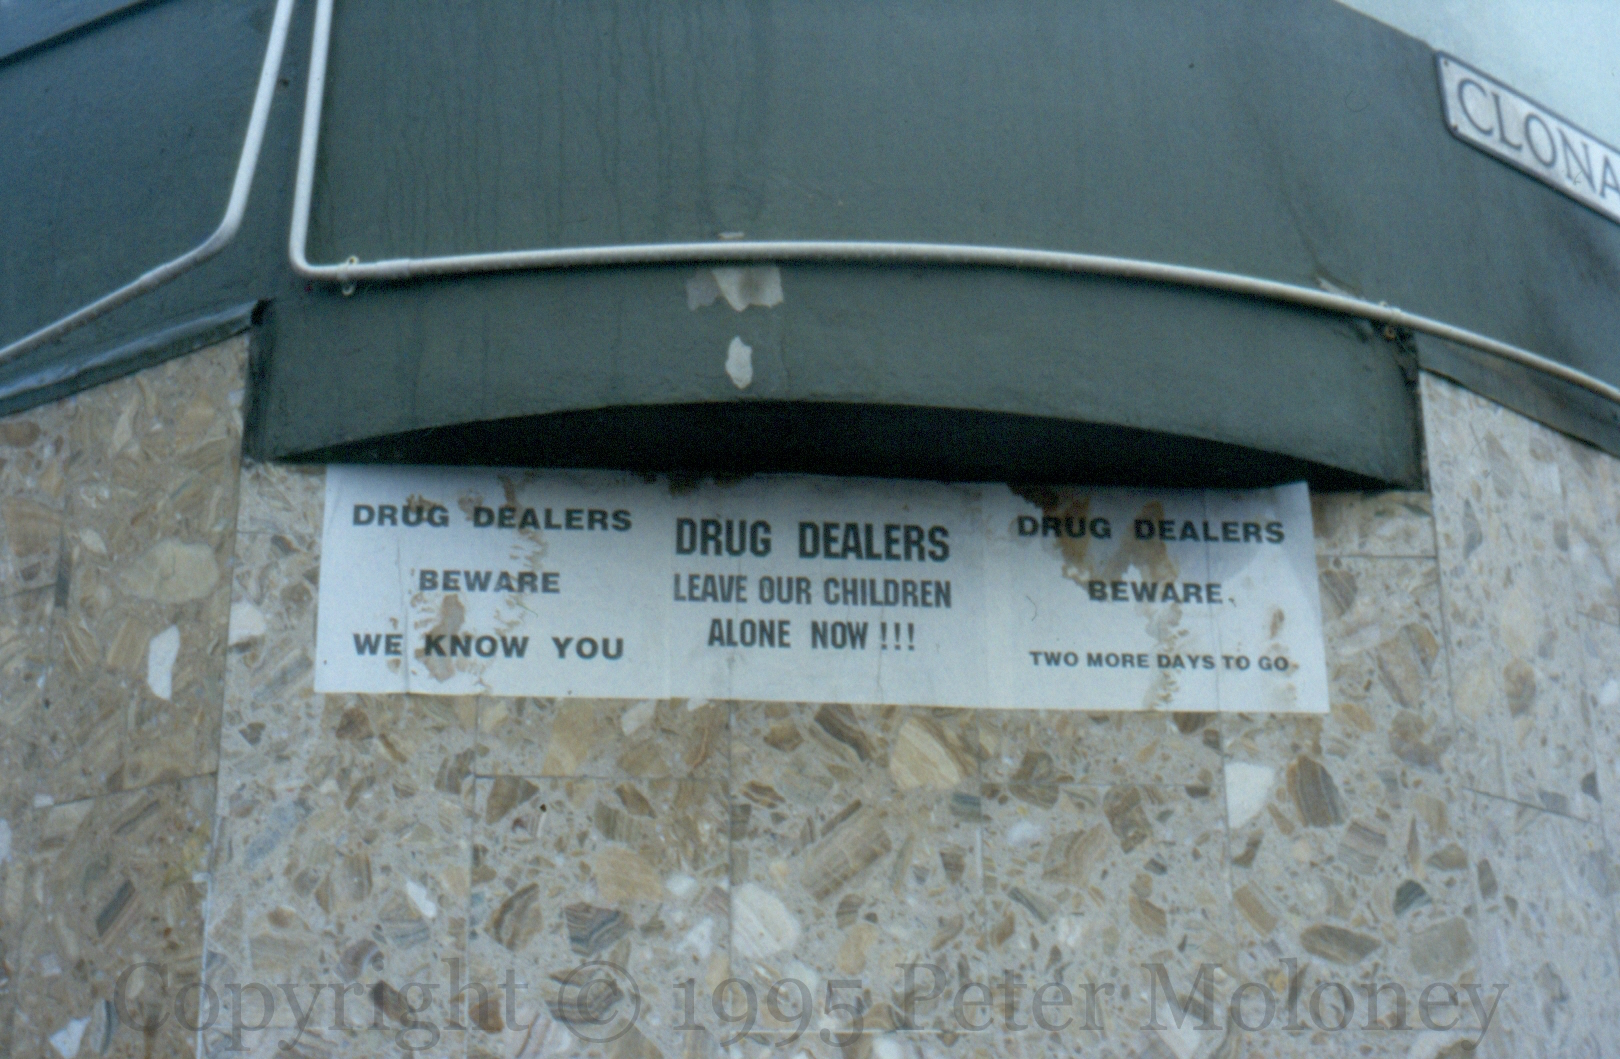 CLONA
DRUG DEALERS
BEWARE
WE KNOW YOU
DRUG DEALERS
LEAVE OUR CHILDREN
ALONE NOW !!!
DRUG DEALERS
BEWARE.
TWO MORE DAYS TO GO
Copyright © 1995 Peter Moloney